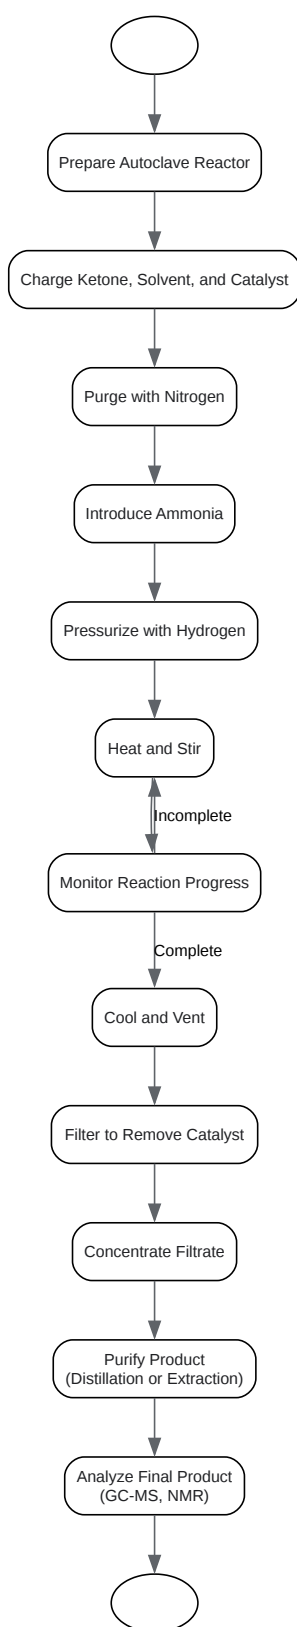 Prepare Autoclave Reactor
Charge Ketone, Solvent, and Catalyst
Purge with Nitrogen
Introduce Ammonia
Pressurize with Hydrogen
Heat and Stir
Incomplete
Monitor Reaction Progress
Complete
Cool and Vent
Filter to Remove Catalyst
Concentrate Filtrate
Purify Product
(Distillation or Extraction)
Analyze Final Product
(GC-MS, NMR)